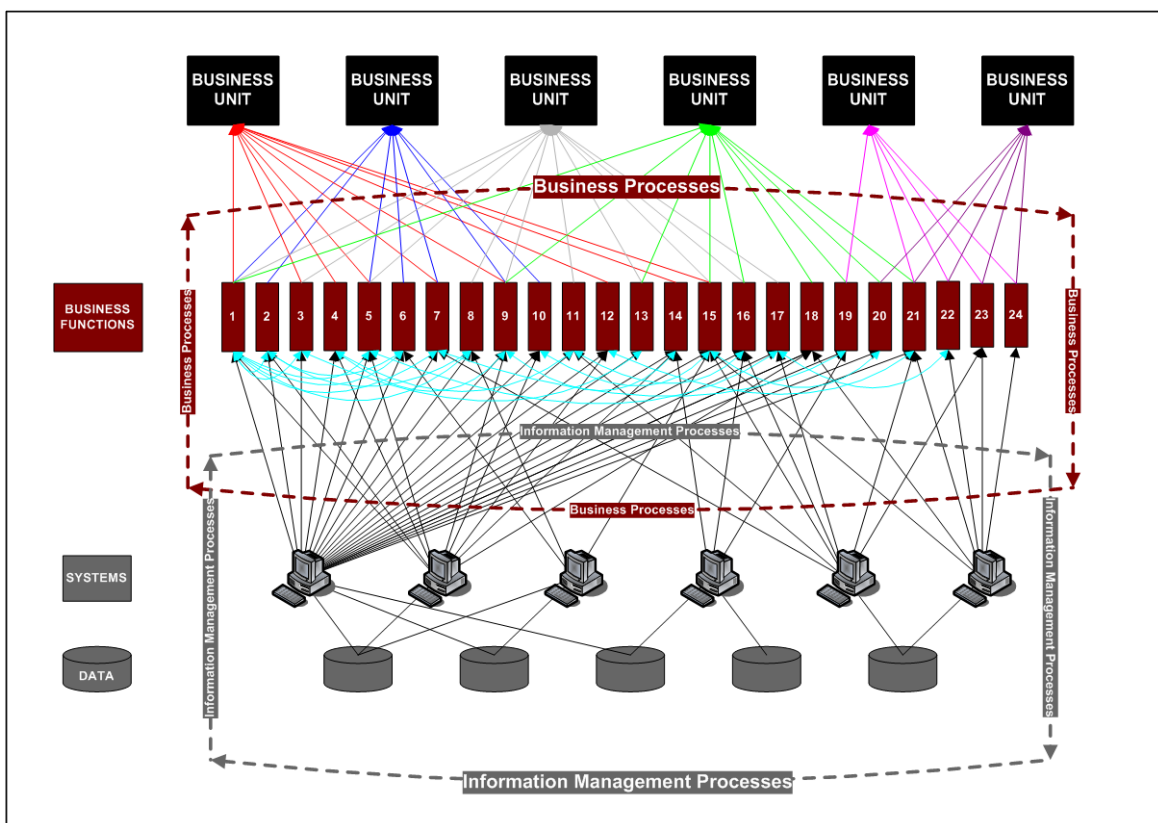 BUSINESS
UNIT
BUSINESS
UNIT
BUSINESS
UNIT
BUSINESS
UNIT
BUSINESS
UNIT
BUSINESS
UNIT
Business Processes
Business Processes
Business Processes
BUSINESS
FUNCTIONS
1 2 3 4 5 6 7 8 9 10 11 12 13 14 15 16 17 18 19 20 21 22 23 24
Information Management Processes
Business Processes
Information Management Processes
Information Management Processes
SYSTEMS
DATA
Information Management Processes